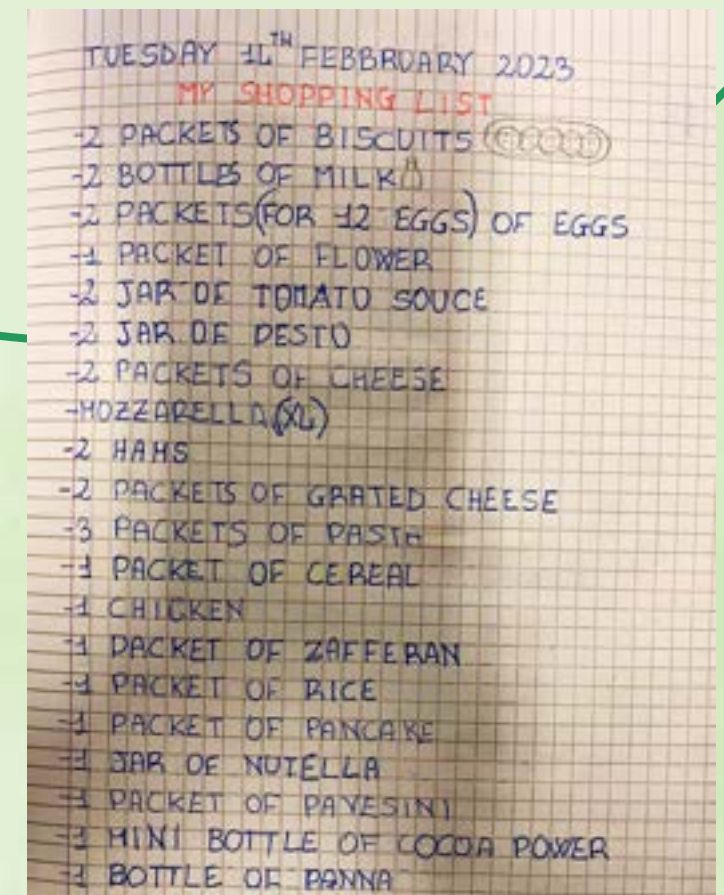 TUESDAY 14TH FEBBRUARY 2023
MY SHOPPING LIST
-2 PACKETS OF BISCUITS
-2 BOTTLES OF MILK
-2 PACKETS (FOR 12 EGGS) OF EGGS
-1 PACKET OF FLOWER
-2 JAR OF TOMATO SOUCE
-2 JAR OF PESTO
-2 PACKETS OF CHEESE
-MOZZARELLA (XL)
-2 HAMS
-2 PACKETS OF GRATED CHEESE
-3 PACKETS OF PASTA
-1 PACKET OF CEREAL
-1 CHICKEN
-1 PACKET OF ZAFFERAN
-1 PACKET OF RICE
-1 PACKET OF PANCAKE
-1 JAR OF NUTELLA
-1 PACKET OF PAVESINI
-1 MINI BOTTLE OF COCOA POWER
-1 BOTTLE OF PANNA